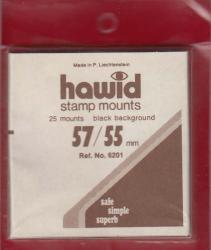 Made in P. Liechtenstein
hawid
stamp mounts
25 mounts black background
57/55 mm
Ref. No. 6201
safe
simple
superb